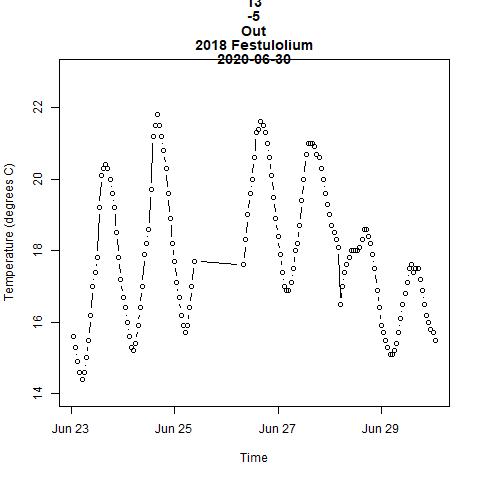 13
-5
Out
2018 Festulolium
2020-06-30
Temperature (degrees C)
22
20
18
16
14
Jun 23 Jun 25 Jun 27 Jun 29
Time